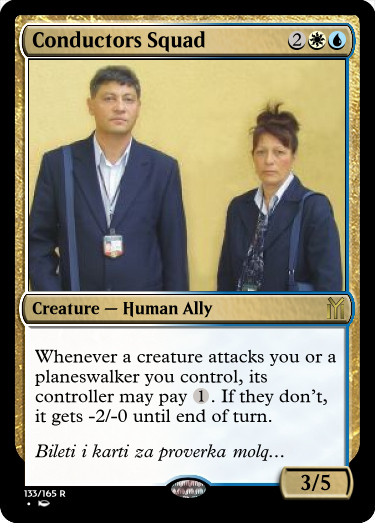 Conductors Squad 2
Creature — Human Ally
Whenever a creature attacks you or a
planeswalker you control, its
controller may pay 1. If they don't,
it gets -2/-0 until end of turn.
Bileti i karti za proverka molq...
3/5
133/165 R